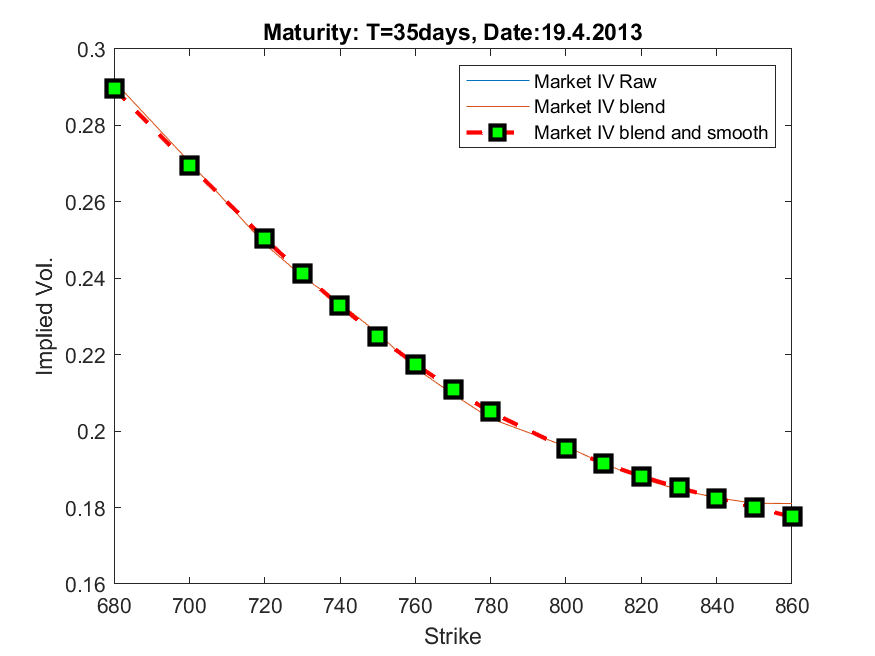 Maturity: T=35days, Date:19.4.2013
0.3
0.28
0.26
0.24
0.22
0.2
0.18
0.16
Implied Vol.
Market IV Raw
Market IV blend
Market IV blend and smooth
680 700 720 740 760 780 800 820 840 860
Strike